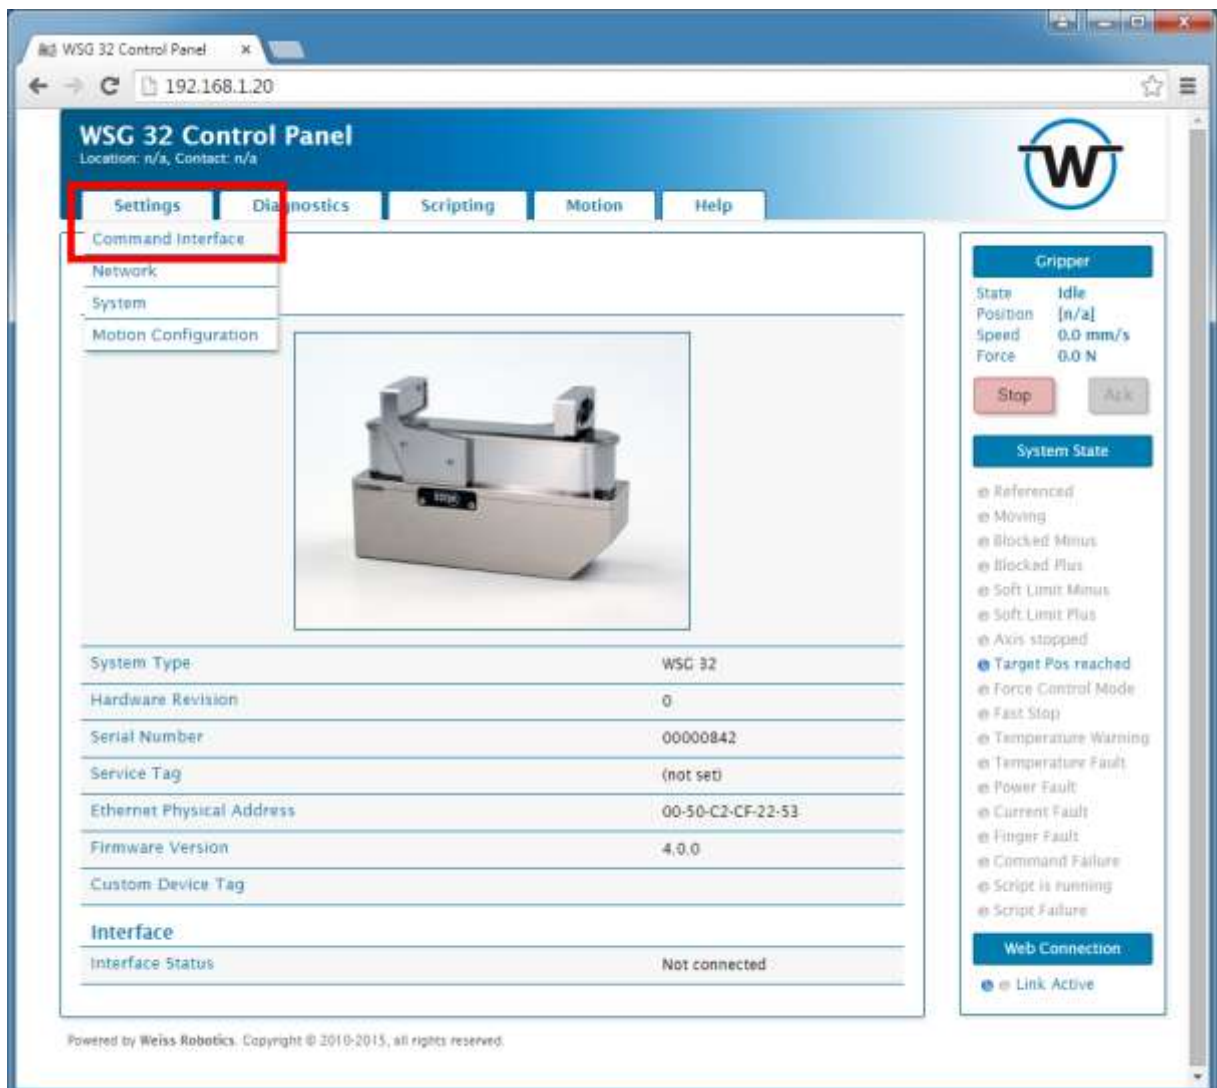 WSG 32 Control Panel
192.168.1.20
WSG 32 Control Panel
Location: n/a, Contact: n/a
W
Settings Diagnostics Scripting Motion Help
Command Interface
Network
System
Motion Configuration
Gripper
State Idle
Position [n/a]
Speed 0.0 mm/s
Force 0.0 N
Stop Ack
System State
Referenced
Moving
Blocked Minus
Blocked Plus
Soft Limit Minus
Soft Limit Plus
Axis stopped
Target Pos reached
Force Control Mode
Fast Stop
Temperature Warning
Temperature Fault
Power Fault
Current Fault
Finger Fault
Command Failure
Script is running
Script Failure
Web Connection
Link Active
System Type WSG 32
Hardware Revision 0
Serial Number 00000842
Service Tag (not set)
Ethernet Physical Address 00-50-C2-CF-22-53
Firmware Version 4.0.0
Custom Device Tag
Interface
Interface Status Not connected
Powered by Weiss Robotics. Copyright © 2010-2015, all rights reserved.